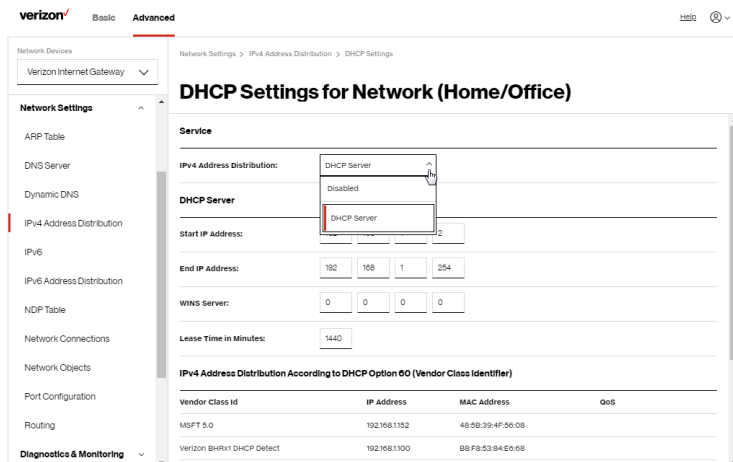 verizon✓ Basic Advanced Help
Network Devices
Verizon Internet Gateway
Network Settings
ARP Table
DNS Server
Dynamic DNS
IPv4 Address Distribution
IPv6
IPv6 Address Distribution
NDP Table
Network Connections
Network Objects
Port Configuration
Routing
Diagnostics & Monitoring
Network Settings > IPv4 Address Distribution > DHCP Settings
DHCP Settings for Network (Home/Office)
Service
IPv4 Address Distribution: DHCP Server
Disabled
DHCP Server
DHCP Server
Start IP Address: 2
End IP Address: 192 168 1 254
WINS Server: 0 0 0 0
Lease Time in Minutes: 1440
IPv4 Address Distribution According to DHCP Option 60 (Vendor Class Identifier)
Vendor Class Id IP Address MAC Address QoS
MSFT 5.0 192.168.1.152 48:5B:39:4F:56:08
Verizon BHRx1 DHCP Detect 192.168.1.100 B8:F8:53:84:E6:68